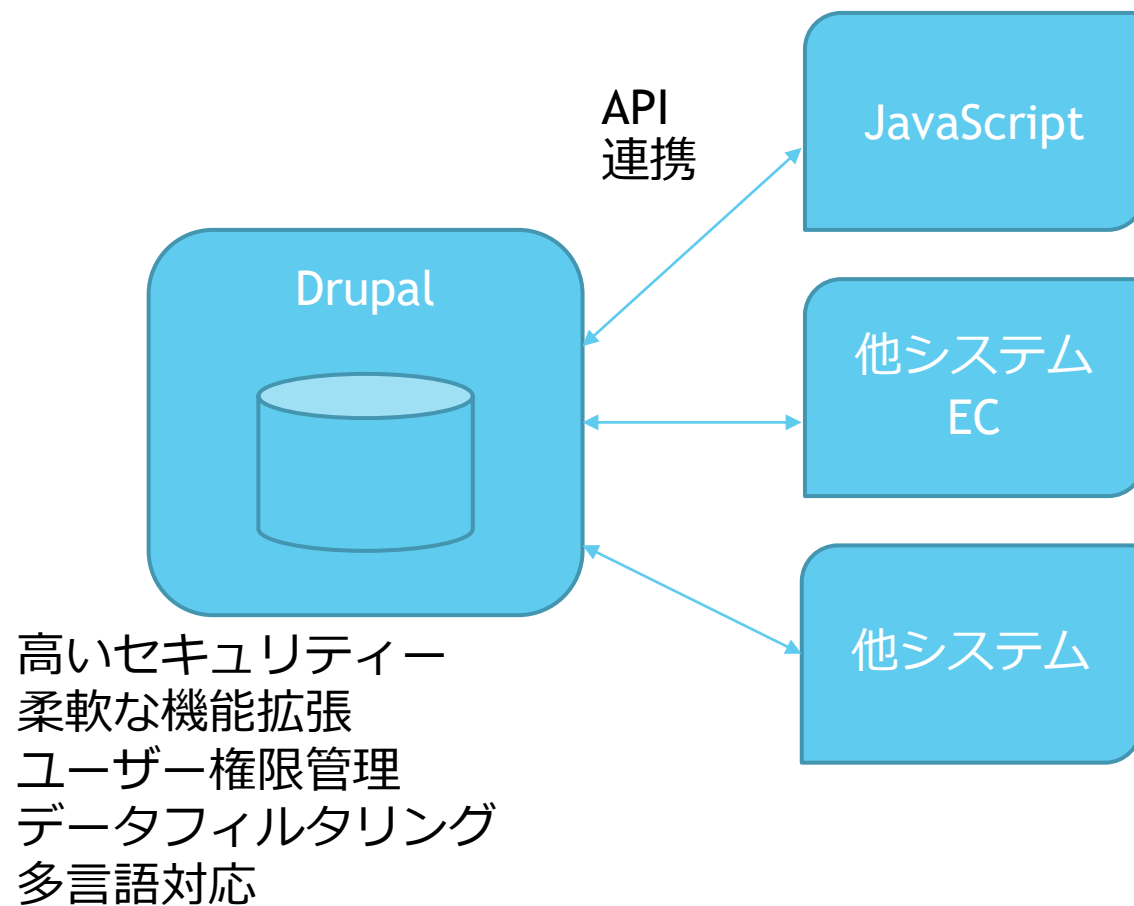 API
連携
JavaScript
Drupal
他システム
EC
他システム
高いセキュリティー
柔軟な機能拡張
ユーザー権限管理
データフィルタリング
多言語対応